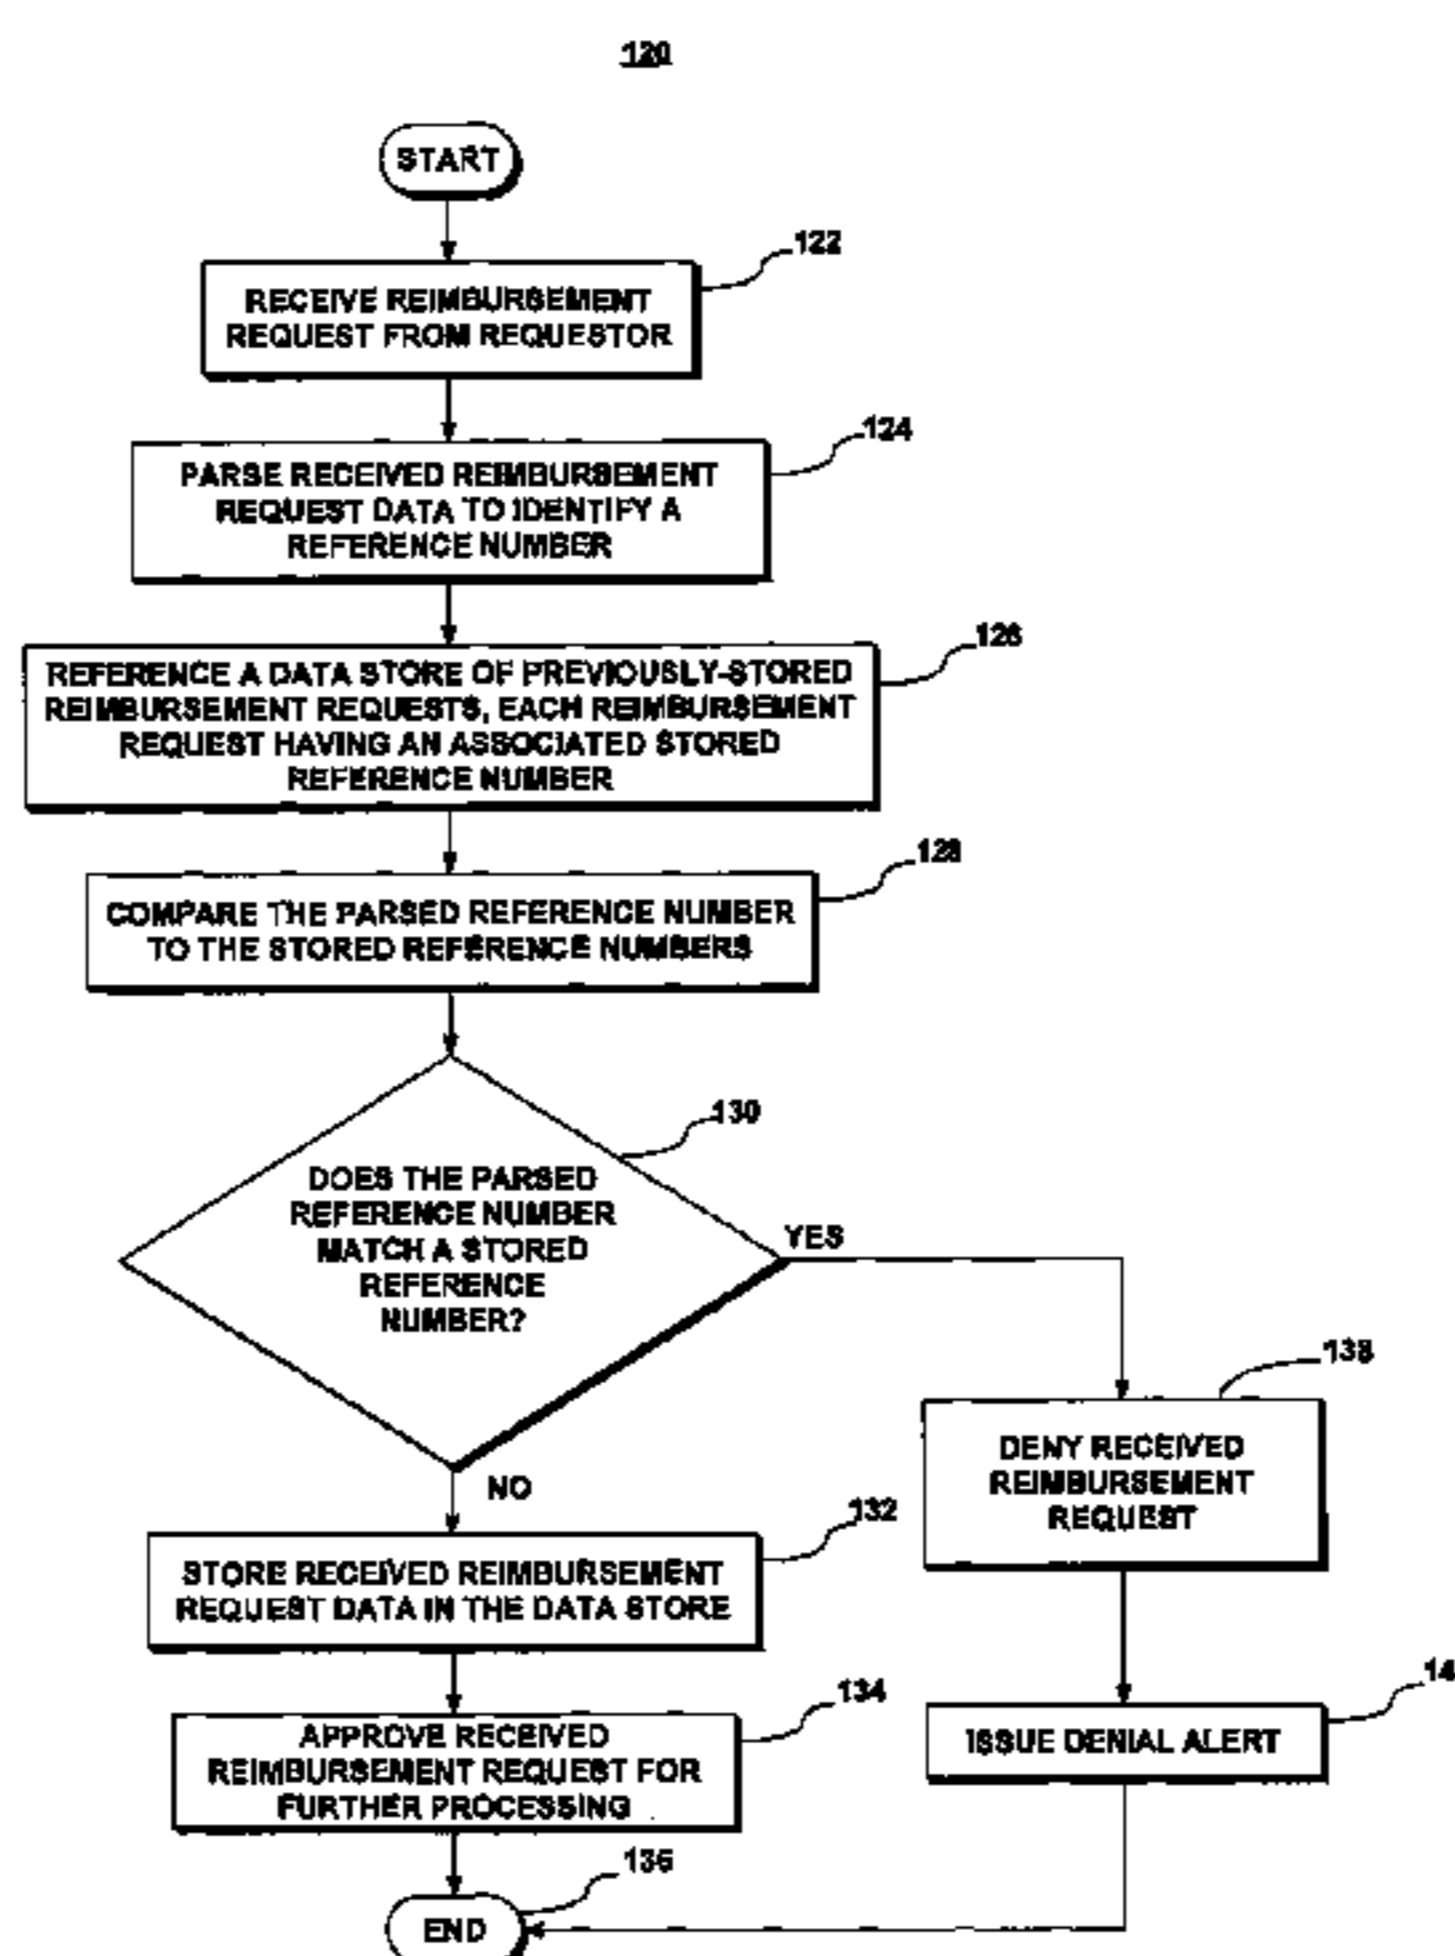 120
START
122
RECEIVE REIMBURSEMENT
REQUEST FROM REQUESTOR
124
PARSE RECEIVED REIMBURSEMENT
REQUEST DATA TO IDENTIFY A
REFERENCE NUMBER
126
REFERENCE A DATA STORE OF PREVIOUSLY-STORED
REIMBURSEMENT REQUESTS, EACH REIMBURSEMENT
REQUEST HAVING AN ASSOCIATED STORED
REFERENCE NUMBER
128
COMPARE THE PARSED REFERENCE NUMBER
TO THE STORED REFERENCE NUMBERS
130
DOES THE PARSED
REFERENCE NUMBER
MATCH A STORED
REFERENCE
NUMBER?
YES
138
DENY RECEIVED
REIMBURSEMENT
REQUEST
NO
132
STORE RECEIVED REIMBURSEMENT
REQUEST DATA IN THE DATA STORE
134
APPROVE RECEIVED
REIMBURSEMENT REQUEST FOR
FURTHER PROCESSING
14
ISSUE DENIAL ALERT
136
END